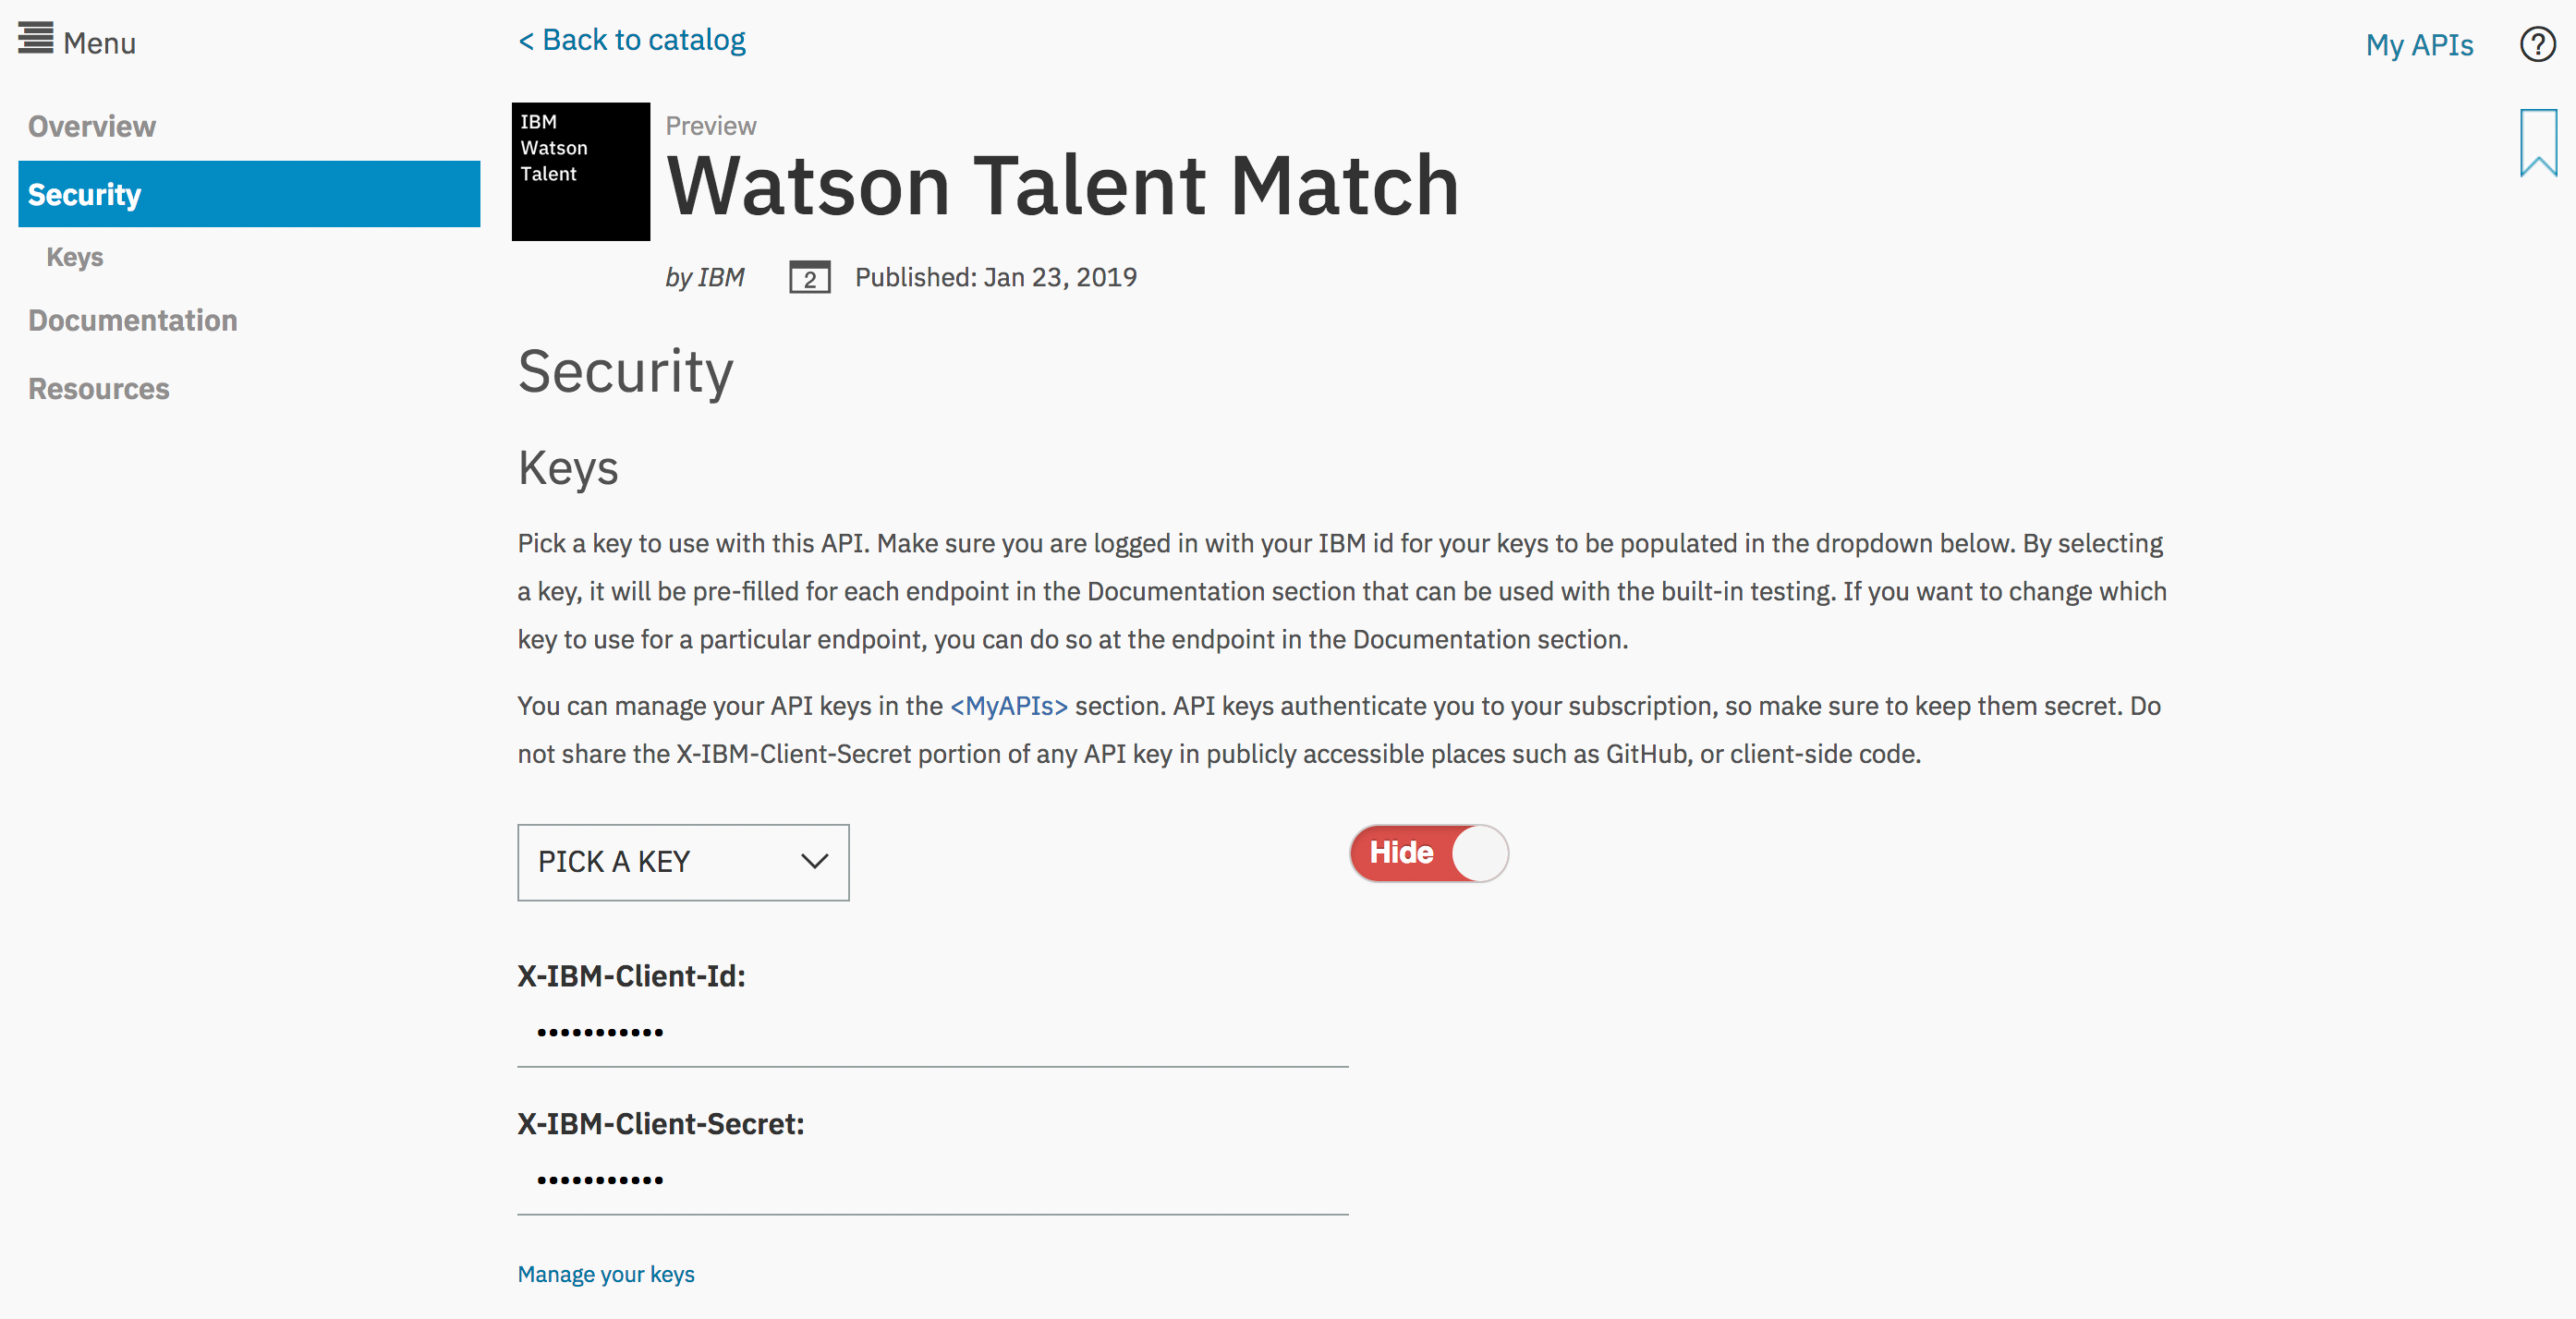 Menu
< Back to catalog
My APIs
?
Overview
Security
Keys
Documentation
Resources
IBM
Watson
Talent
Preview
Watson Talent Match
by IBM 2 Published: Jan 23, 2019
Security
Keys
Pick a key to use with this API. Make sure you are logged in with your IBM id for your keys to be populated in the dropdown below. By selecting
a key, it will be pre-filled for each endpoint in the Documentation section that can be used with the built-in testing. If you want to change which
key to use for a particular endpoint, you can do so at the endpoint in the Documentation section.
You can manage your API keys in the <MyAPIs> section. API keys authenticate you to your subscription, so make sure to keep them secret. Do
not share the X-IBM-Client-Secret portion of any API key in publicly accessible places such as GitHub, or client-side code.
PICK A KEY
Hide
X-IBM-Client-Id:
•••••••••••
X-IBM-Client-Secret:
•••••••••••
Manage your keys